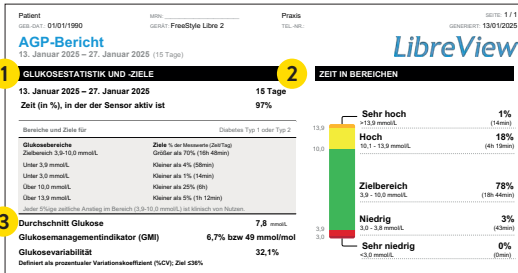 Patient MRN: Praxis SEITE: 1 / 1
GEB-DAT.: 01/01/1990 GERÄT: FreeStyle Libre 2 TEL-NR.: GENERIERT: 13/01/2025
AGP-Bericht
13. Januar 2025 – 27. Januar 2025 (15 Tage)
LibreView
1 GLUKOSESTATISTIK UND -ZIELE
13. Januar 2025 – 27. Januar 2025 15 Tage
Zeit (in %), in der der Sensor aktiv ist 97%
Bereiche und Ziele für Diabetes Typ 1 oder Typ 2
Glukosebereiche Ziele % der Messwerte (Zeit/Tag)
Zielbereich 3,9-10,0 mmol/L Größer als 70% (16h 48min)
Unter 3,9 mmol/L Kleiner als 4% (58min)
Unter 3,0 mmol/L Kleiner als 1% (14min)
Über 10,0 mmol/L Kleiner als 25% (6h)
Über 13,9 mmol/L Kleiner als 5% (1h 12min)
Jeder 5%ige zeitliche Anstieg im Bereich (3,9-10,0 mmol/L) ist klinisch von Nutzen.
3 Durchschnitt Glukose 7,8 mmol/L
Glukosemanagementindikator (GMI) 6,7% bzw 49 mmol/mol
Glukosevariabilität 32,1%
Definiert als prozentualer Variationskoeffizient (%CV); Ziel ≤36%
2 ZEIT IN BEREICHEN
Sehr hoch 1%
>13,9 mmol/L (14min)
13,9
Hoch 18%
10,1 - 13,9 mmol/L (4h 19min)
10,0
Zielbereich 78%
3,9 - 10,0 mmol/L (18h 44min)
3,9
Niedrig 3%
3,0 - 3,8 mmol/L (43min)
3,0
Sehr niedrig 0%
<3,0 mmol/L (0min)